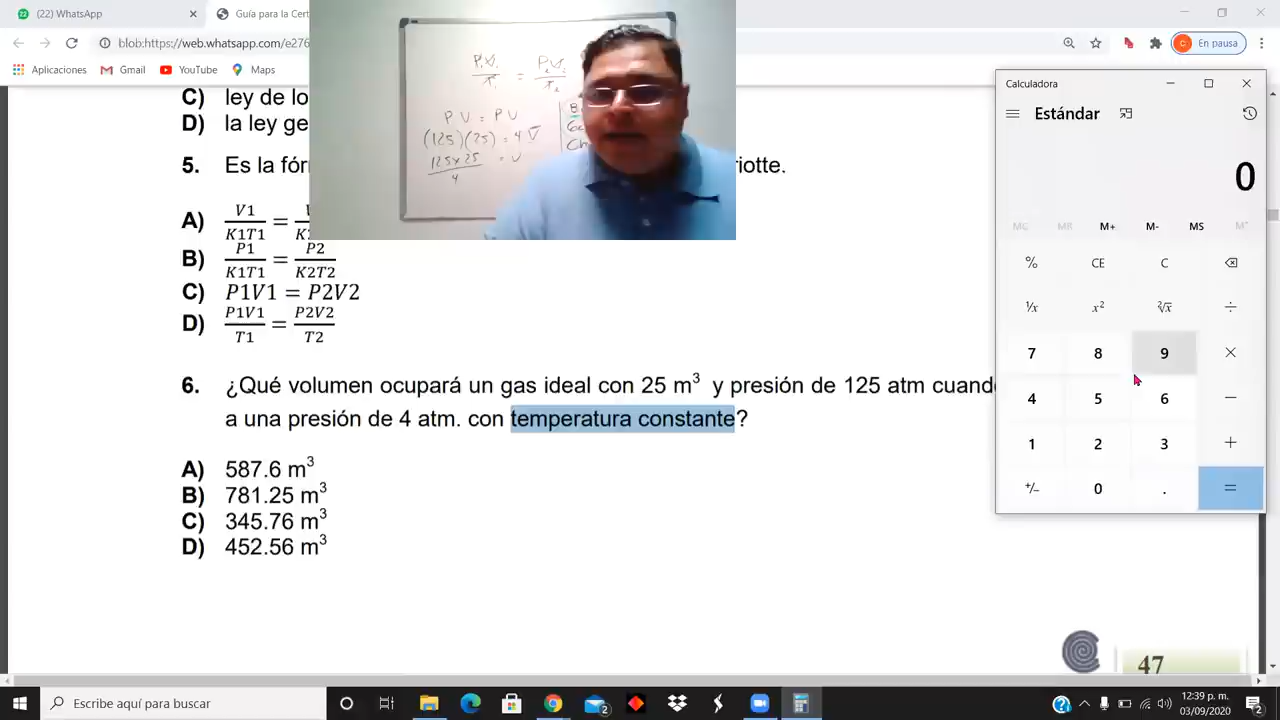 (22) WhatsApp
Guía para la Cert
blob:https://web.whatsapp.com/e276
En pausa
Aplicaciones
Gmail
YouTube
Maps
C) ley de lo
D) la ley ge
5. Es la fór
iotte.
A) V1/K1T1 =
B) P1/K1T1 = P2/K2T2
C) P1V1 = P2V2
D) P1V1/T1 = P2V2/T2
6. ¿Qué volumen ocupará un gas ideal con 25 m³ y presión de 125 atm cuand
a una presión de 4 atm. con temperatura constante?
A) 587.6 m³
B) 781.25 m³
C) 345.76 m³
D) 452.56 m³
47
P V = P V
(125)(25) = 4 V
125x25/4 = V
Calculadora
Estándar
0
MC MR M+ M- MS M
% CE C
¹/x x² ²√x ÷
7 8 9 ×
4 5 6 −
1 2 3 +
+/- 0 . =
Escribe aquí para buscar
2
12:39 p. m.
03/09/2020